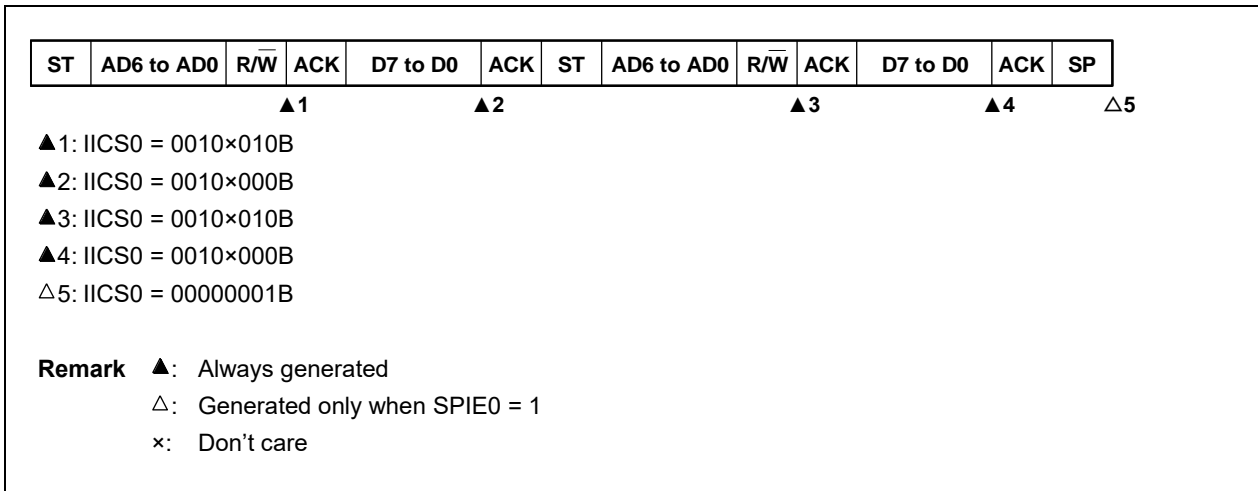 ST AD6 to AD0 R/W̅ ACK D7 to D0 ACK ST AD6 to AD0 R/W̅ ACK D7 to D0 ACK SP
▲1 ▲2 ▲3 ▲4 △5
▲1: IICS0 = 0010×010B
▲2: IICS0 = 0010×000B
▲3: IICS0 = 0010×010B
▲4: IICS0 = 0010×000B
△5: IICS0 = 00000001B
Remark ▲: Always generated
△: Generated only when SPIE0 = 1
×: Don’t care